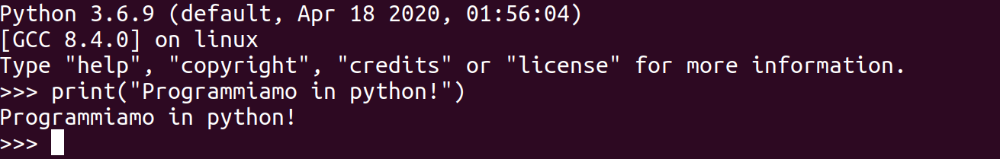 Python 3.6.9 (default, Apr 18 2020, 01:56:04)
[GCC 8.4.0] on linux
Type "help", "copyright", "credits" or "license" for more information.
>>> print("Programmiamo in python!")
Programmiamo in python!
>>>